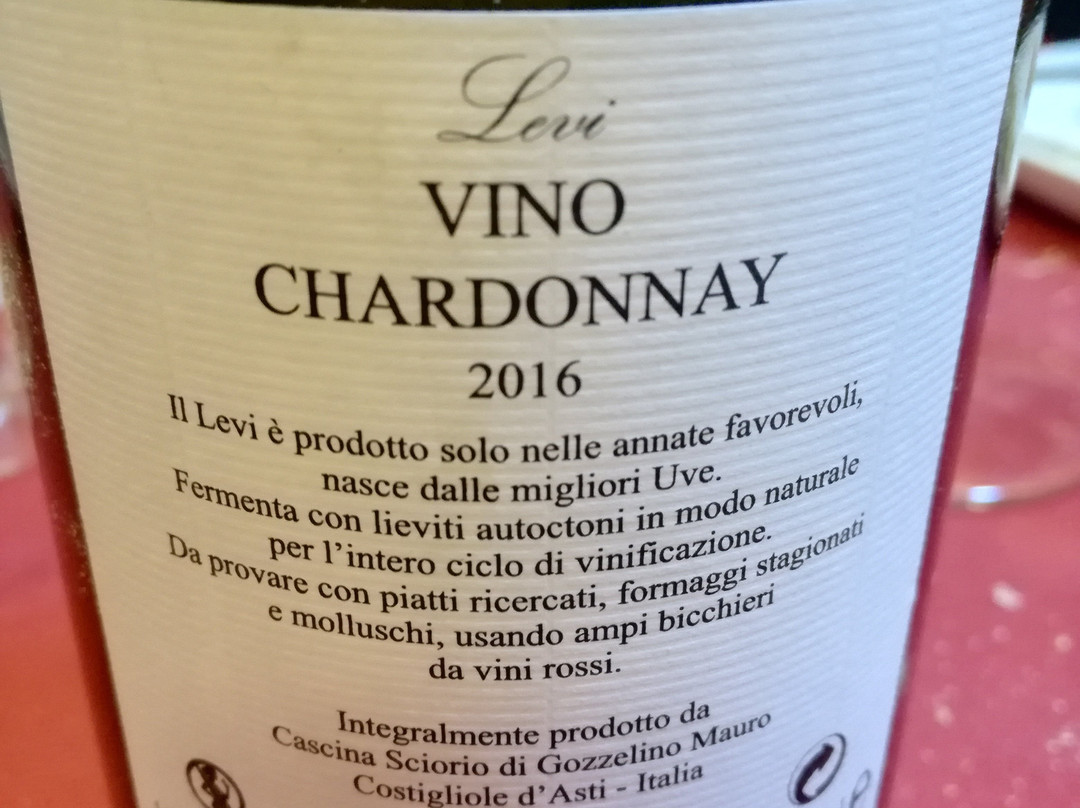 Levi
VINO
CHARDONNAY
2016
Il Levi è prodotto solo nelle annate favorevoli,
nasce dalle migliori Uve.
Fermenta con lieviti autoctoni in modo naturale
per l'intero ciclo di vinificazione.
Da provare con piatti ricercati, formaggi stagionati
e molluschi, usando ampi bicchieri
da vini rossi.
Integralmente prodotto da
Cascina Sciorio di Gozzelino Mauro
Costigliole d'Asti - Italia